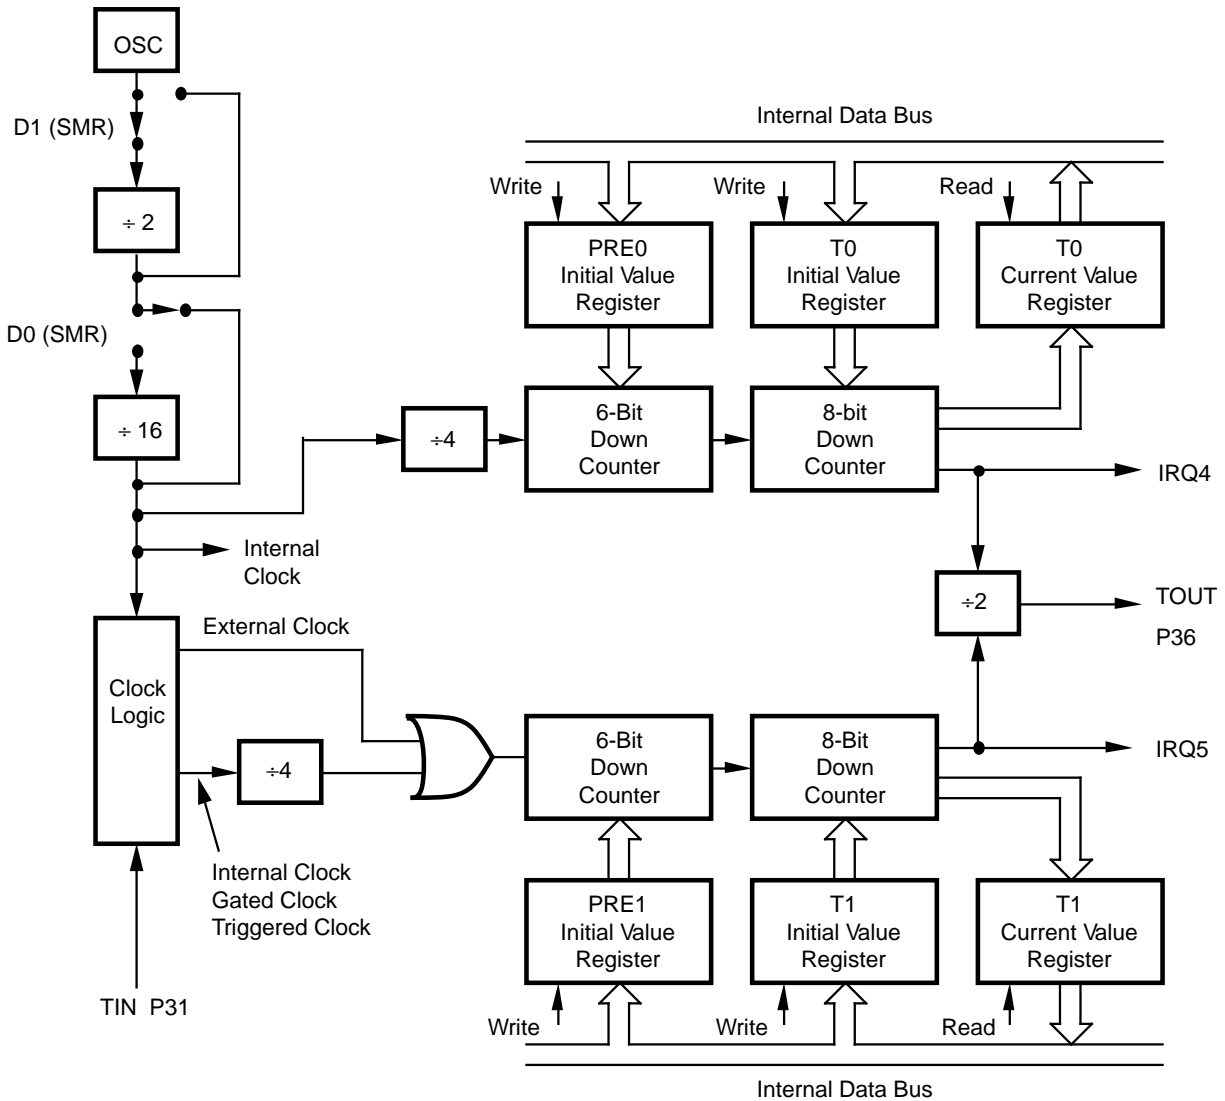 OSC
D1 (SMR)
÷ 2
D0 (SMR)
÷ 16
Internal Data Bus
Write
Write
Read
PRE0
Initial Value
Register
T0
Initial Value
Register
T0
Current Value
Register
÷4
6-Bit
Down
Counter
8-bit
Down
Counter
IRQ4
Internal
Clock
÷2
TOUT
P36
External Clock
Clock
Logic
÷4
6-Bit
Down
Counter
8-Bit
Down
Counter
IRQ5
Internal Clock
Gated Clock
Triggered Clock
PRE1
Initial Value
Register
T1
Initial Value
Register
T1
Current Value
Register
TIN P31
Write
Write
Read
Internal Data Bus